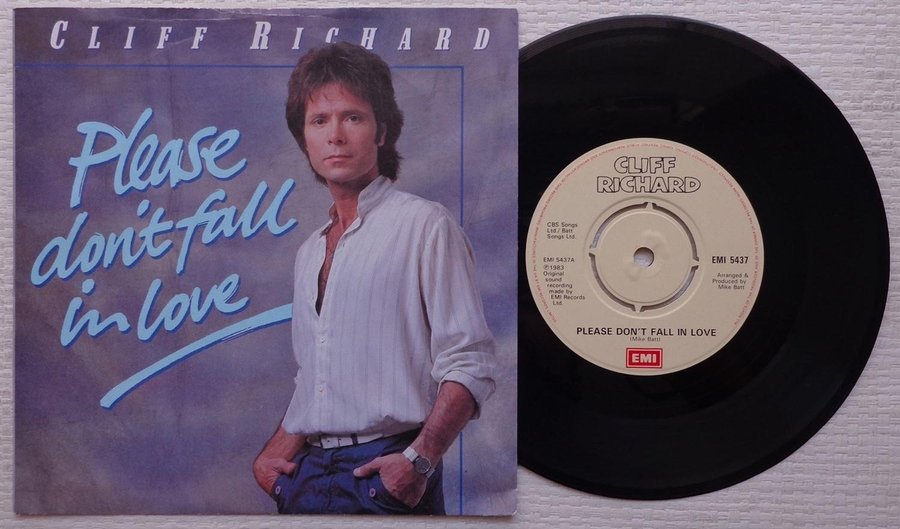 CLIFF RICHARD
Please
don't fall
in love
CLIFF
RICHARD
CBS Songs
Ltd./Batt
Songs Ltd.
EMI 5437A
℗1983
Original
sound
recording
made by
EMI Records
Ltd.
EMI 5437
Arranged &
Produced by
Mike Batt
PLEASE DON'T FALL IN LOVE
(Mike Batt)
EMI